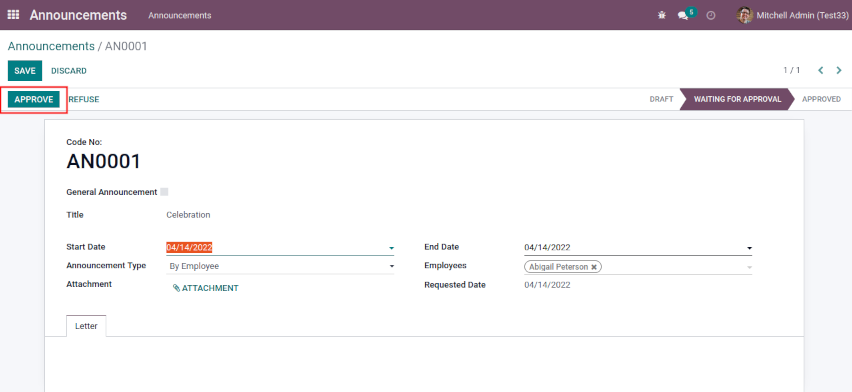 Announcements Announcements 5 Mitchell Admin (Test33)
Announcements / AN0001
SAVE DISCARD 1 / 1
APPROVE REFUSE DRAFT WAITING FOR APPROVAL APPROVED
Code No:
AN0001
General Announcement
Title Celebration
Start Date 04/14/2022 End Date 04/14/2022
Announcement Type By Employee Employees Abigail Peterson
Attachment ATTACHMENT Requested Date 04/14/2022
Letter